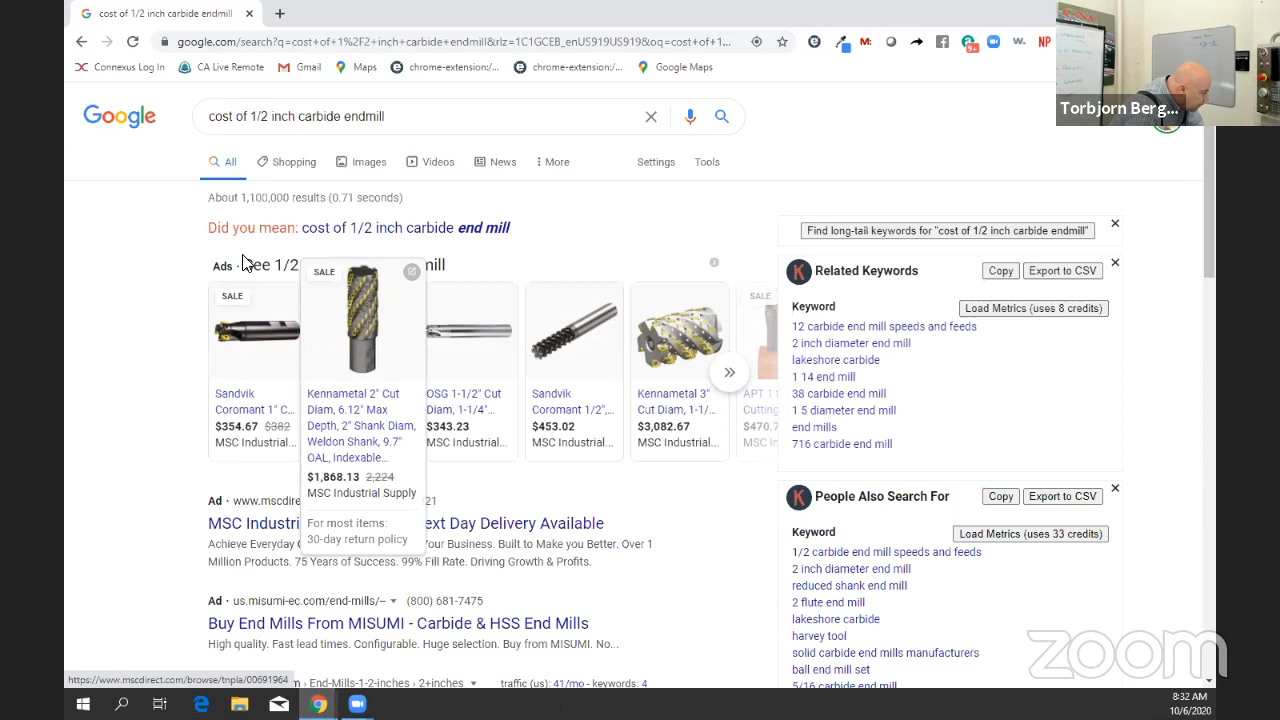 cost of 1/2 inch carbide endmill
google.com/search?q=cost+of+1%2F2+inch+carbide+endmill&rlz=1C1GCEB_enUS919US919&oq=cost+of+1...
M:
9+
W.
NP
Connexus Log In
CA Live Remote
Gmail
Maps
chrome-extension:/...
chrome-extension:/...
Google Maps
Torbjorn Berg...
Google
cost of 1/2 inch carbide endmill
All
Shopping
Images
Videos
News
More
Settings
Tools
About 1,100,000 results (0.71 seconds)
Did you mean: cost of 1/2 inch carbide end mill
Ads ·
ee 1/2
mill
SALE
Sandvik
Coromant 1" C...
$354.67 $382
MSC Industrial...
SALE
Kennametal 2" Cut
Diam, 6.12" Max
Depth, 2" Shank Diam,
Weldon Shank, 9.7"
OAL, Indexable...
$1,868.13 2,224
MSC Industrial Supply
For most items:
30-day return policy
OSG 1-1/2" Cut
Diam, 1-1/4"...
$343.23
MSC Industrial...
Sandvik
Coromant 1/2",...
$453.02
MSC Industrial...
Kennametal 3"
Cut Diam, 1-1/...
$3,082.67
MSC Industrial...
SALE
APT 1
Cutting
$470.7
MSC In
Ad · www.mscdirect
21
MSC Industri
ext Day Delivery Available
Achieve Everyday
Your Business. Built to Make you Better. Over 1
Million Products. 75 Years of Success. 99% Fill Rate. Driving Growth & Profits.
Ad · us.misumi-ec.com/end-mills/-- (800) 681-7475
Buy End Mills From MISUMI - Carbide & HSS End Mills
High quality. Fast lead times. Configurable. Huge selection. Buy from MISUMI. No...
m › End-Mills-1-2-inches › 2+inches
traffic (us): 41/mo - keywords: 4
https://www.mscdirect.com/browse/tnpla/00691964
Find long-tail keywords for "cost of 1/2 inch carbide endmill"
K Related Keywords
Copy
Export to CSV
Keyword
Load Metrics (uses 8 credits)
12 carbide end mill speeds and feeds
2 inch diameter end mill
lakeshore carbide
1 14 end mill
38 carbide end mill
1 5 diameter end mill
end mills
716 carbide end mill
K People Also Search For
Copy
Export to CSV
Keyword
Load Metrics (uses 33 credits)
1/2 carbide end mill speeds and feeds
2 inch diameter end mill
reduced shank end mill
2 flute end mill
lakeshore carbide
harvey tool
solid carbide end mills manufacturers
ball end mill set
5/16 carbide end mill
zoom
8:32 AM
10/6/2020